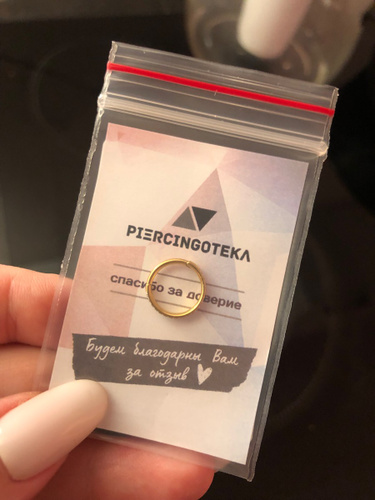 PIERCINGOTEKA
спасибо за доверие
Будем благодарны Вам
за отзыв